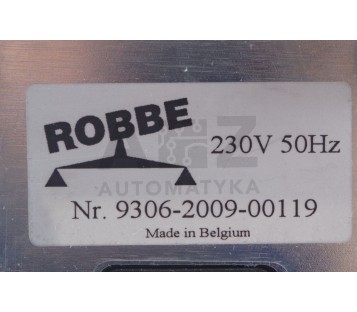 ROBBE
230V 50Hz
AUTOMATYKA
Nr. 9306-2009-00119
Made in Belgium